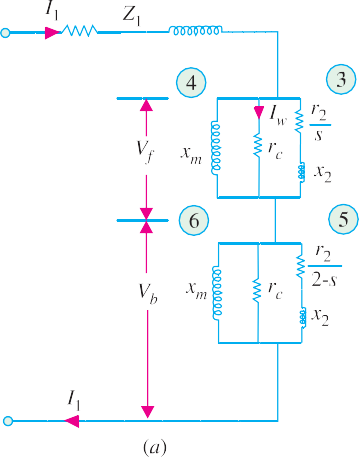 I1 Z1
4 3
Iw r2/s
Vf xm rc x2
6 5
Vb xm rc r2/2-s
x2
I1
(a)